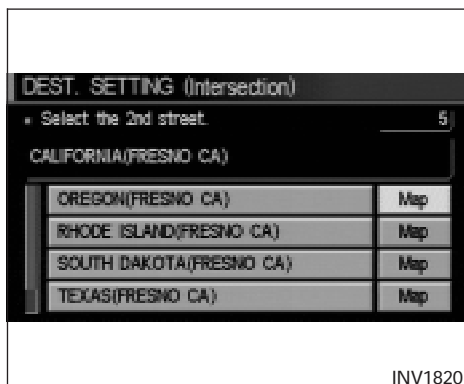 DEST. SETTING (Intersection)
Select the 2nd street. 5
CALIFORNIA(FRESNO CA)
OREGON(FRESNO CA) Map
RHODE ISLAND(FRESNO CA) Map
SOUTH DAKOTA(FRESNO CA) Map
TEXAS(FRESNO CA) Map
INV1820